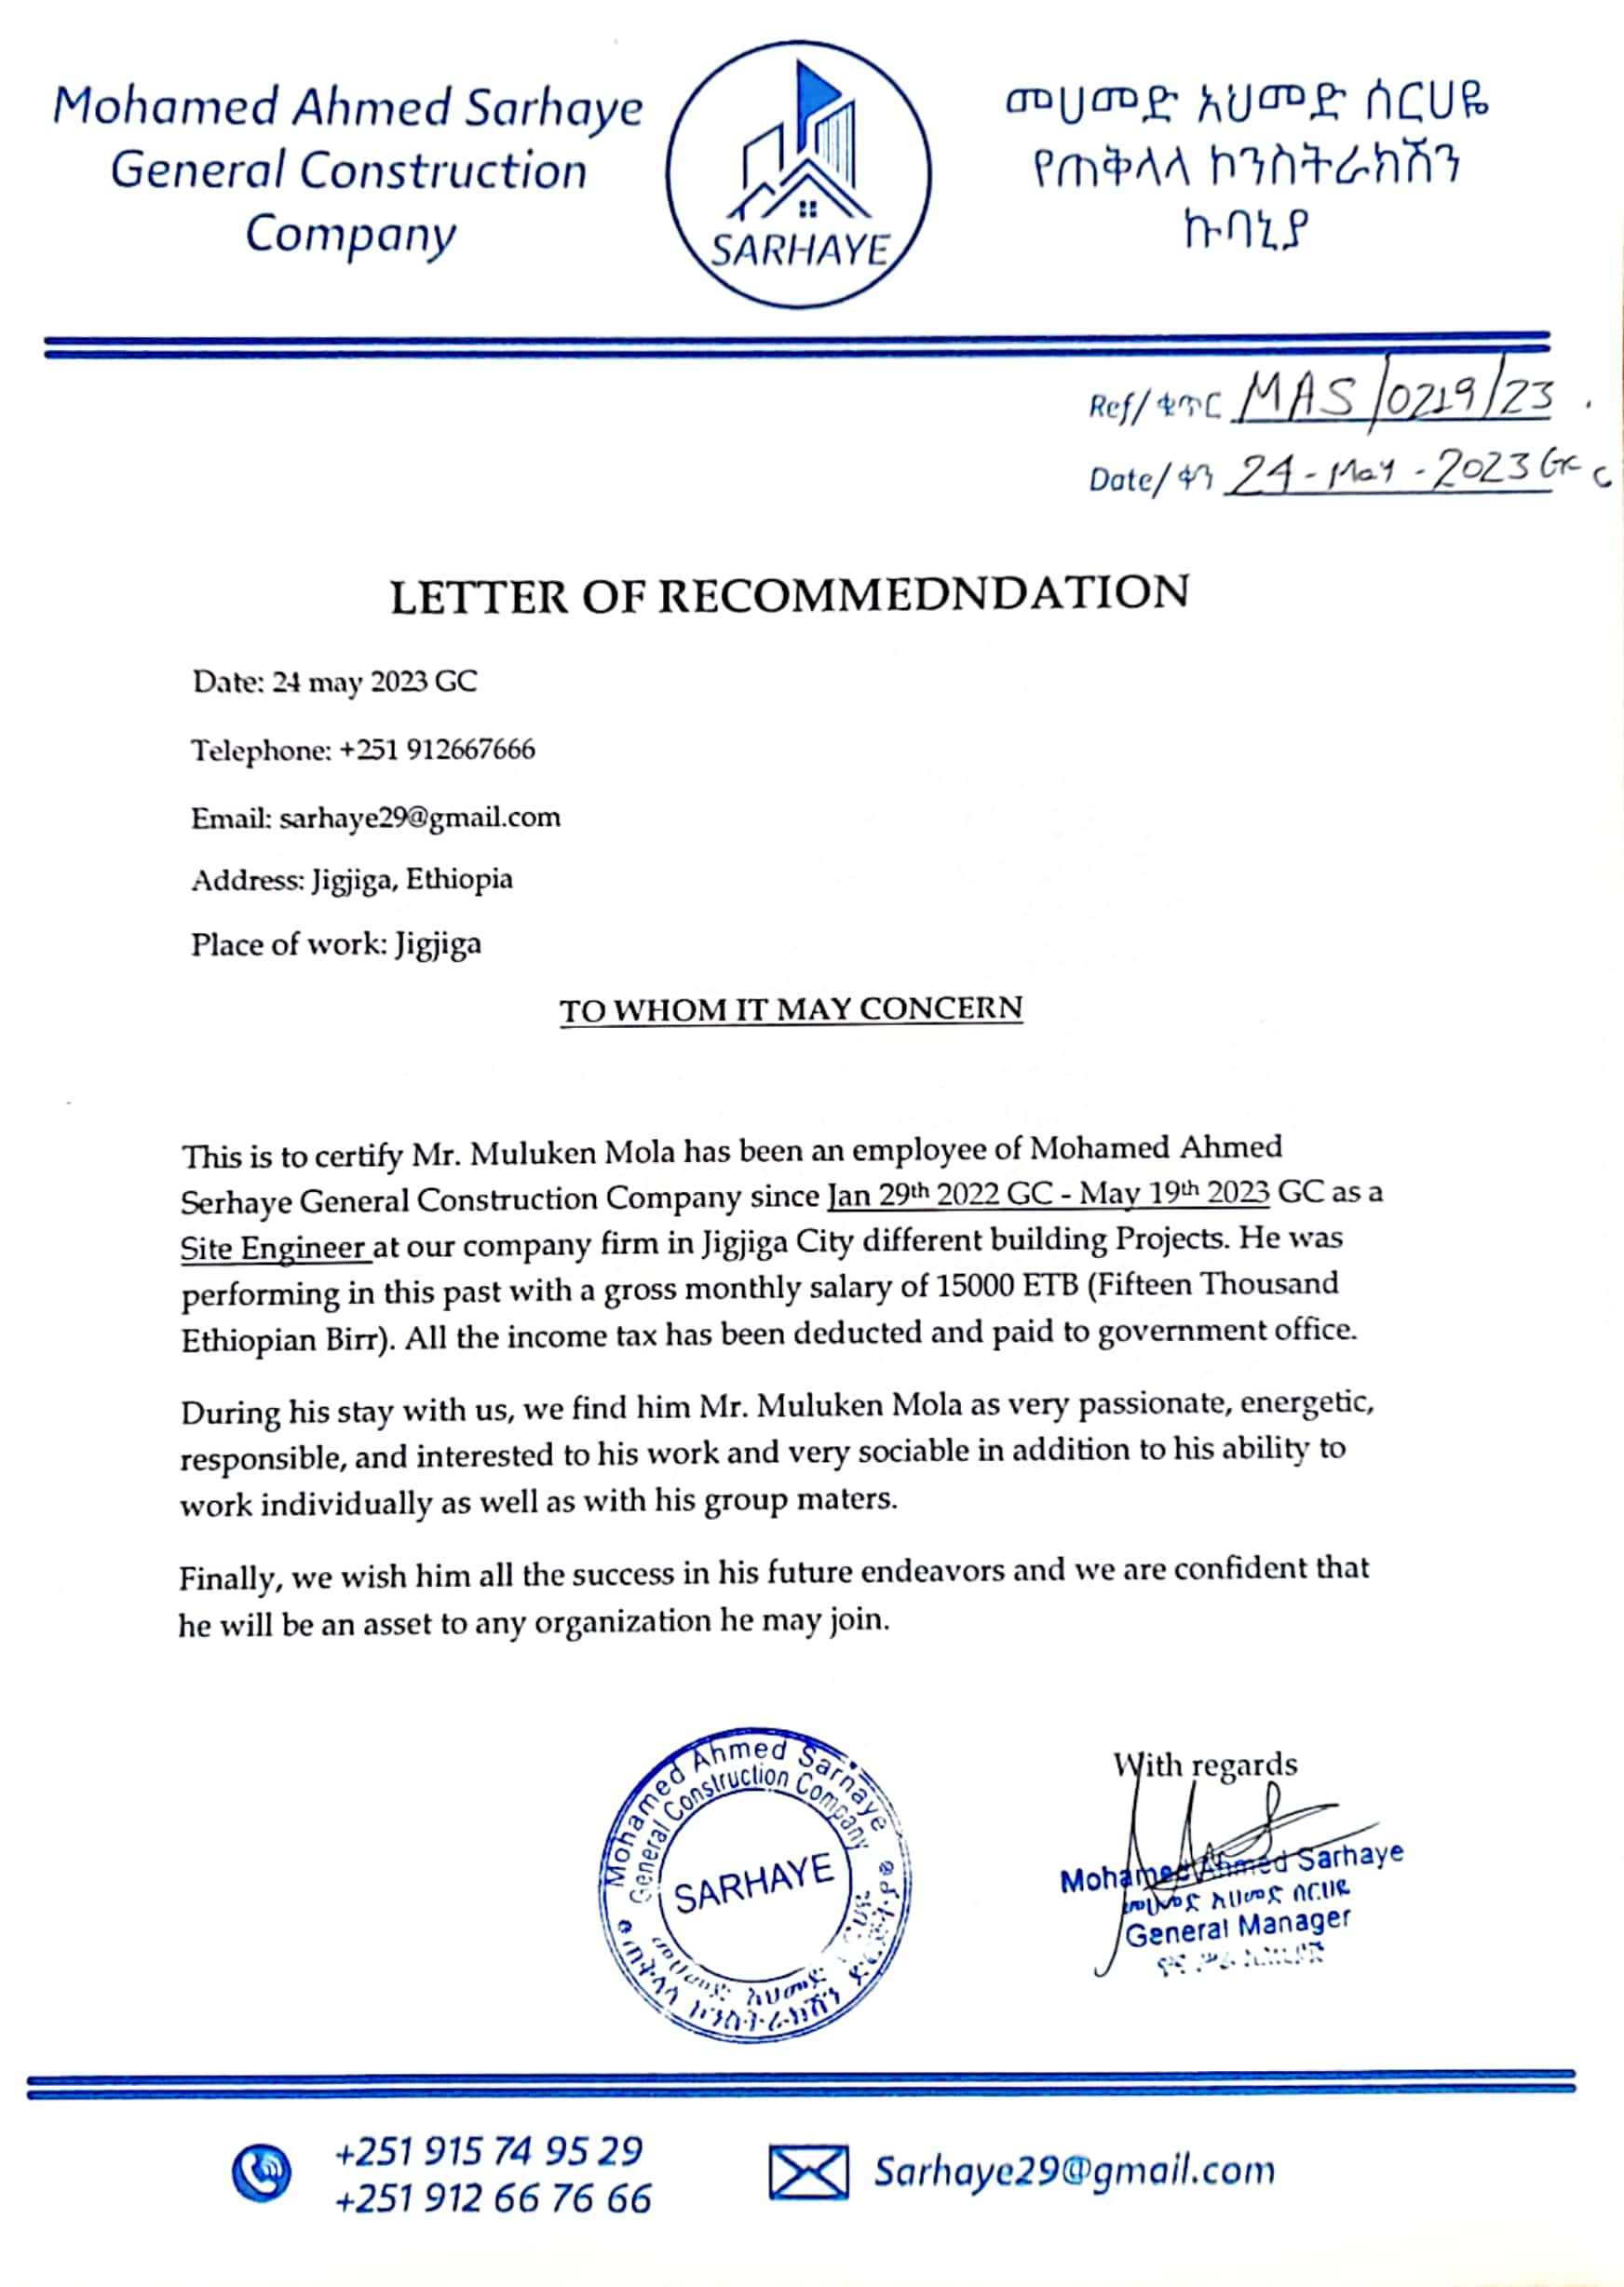 Mohamed Ahmed Sarhaye
General Construction
Company
SARHAYE
መሀመድ አህመድ ሰርሀዬ
የጠቅላላ ኮንስትራክሽን
ኩባኒያ
Ref/ቁጥር MAS/0219/23
Date/ቀን 24-May-2023 GC
LETTER OF RECOMMEDNDATION
Date: 24 may 2023 GC
Telephone: +251 912667666
Email: sarhaye29@gmail.com
Address: Jigjiga, Ethiopia
Place of work: Jigjiga
TO WHOM IT MAY CONCERN
This is to certify Mr. Muluken Mola has been an employee of Mohamed Ahmed
Serhaye General Construction Company since Jan 29th 2022 GC - May 19th 2023 GC as a
Site Engineer at our company firm in Jigjiga City different building Projects. He was
performing in this past with a gross monthly salary of 15000 ETB (Fifteen Thousand
Ethiopian Birr). All the income tax has been deducted and paid to government office.
During his stay with us, we find him Mr. Muluken Mola as very passionate, energetic,
responsible, and interested to his work and very sociable in addition to his ability to
work individually as well as with his group maters.
Finally, we wish him all the success in his future endeavors and we are confident that
he will be an asset to any organization he may join.
Mohamed Ahmed Sarhaye
General Construction Company
SARHAYE
መሀመድ አህመድ
ጠቅላላ ኮንስትራክሽን
With regards
Mohamed Ahmed Sarhaye
መሀመድ አህመድ ሰርሀዬ
General Manager
+251 915 74 95 29
+251 912 66 76 66
Sarhaye29@gmail.com